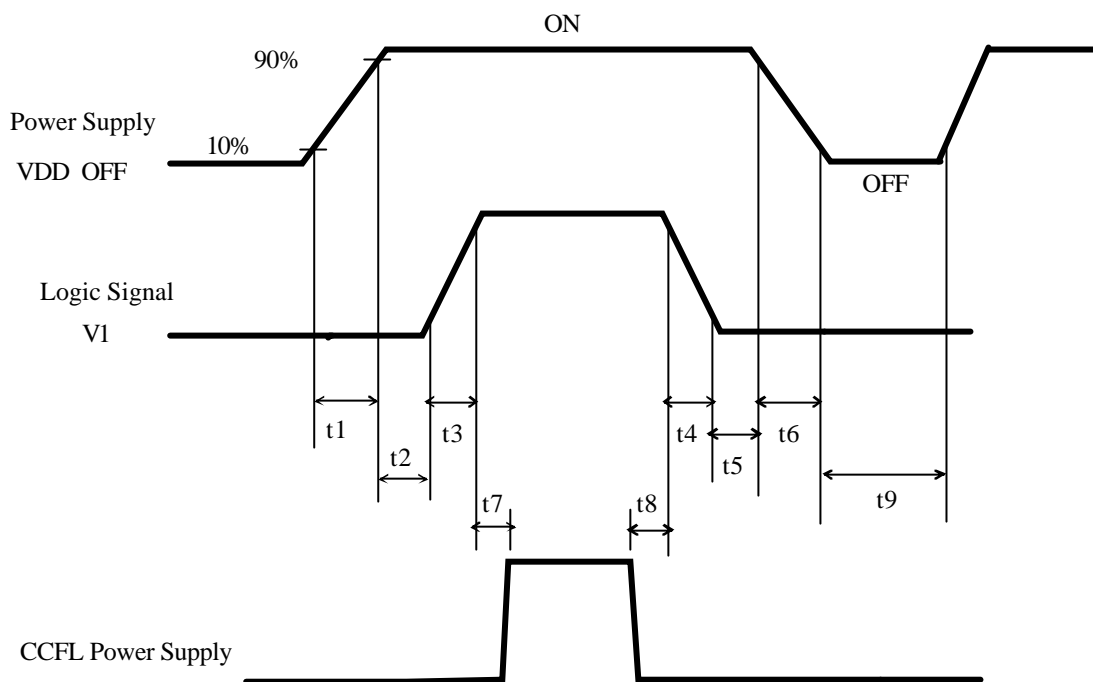 ON
90%
Power Supply
10%
VDD OFF
OFF
Logic Signal
V1
t1
t3
t4
t6
t2
t5
t9
t7
t8
CCFL Power Supply